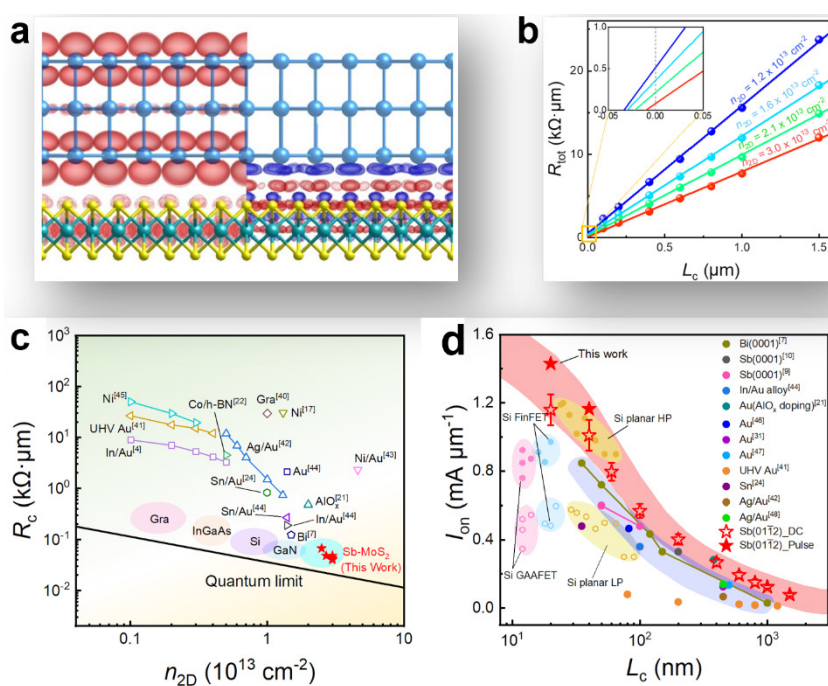 a
b
R_tot (kΩ·μm)
20
10
0
0.0
0.5
1.0
1.5
L_c (μm)
1.0
0.5
0.0
-0.05
0.00
0.05
n_2D = 1.2 x 10^13 cm^-2
n_2D = 1.6 x 10^13 cm^-2
n_2D = 2.1 x 10^13 cm^-2
n_2D = 3.0 x 10^13 cm^-2
c
R_c (kΩ·μm)
10^3
10^2
10^1
10^0
10^-1
10^-2
0.1
1
10
n_2D (10^13 cm^-2)
Ni[45]
UHV Au[41]
In/Au[4]
Co/h-BN[22]
Gra[40]
Ni[17]
Ag/Au[42]
Au[44]
Ni/Au[43]
Sn/Au[24]
AlO_x[21]
Sn/Au[44]
In/Au[44]
Bi[7]
Gra
InGaAs
Si
GaN
Sb-MoS_2
(This Work)
Quantum limit
d
I_on (mA μm^-1)
1.6
1.2
0.8
0.4
0.0
10^1
10^2
10^3
L_c (nm)
This work
Si FinFET
Si planar HP
Si planar LP
Si GAAFET
Bi(0001)[7]
Sb(0001)[10]
Sb(0001)[9]
In/Au alloy[44]
Au(AlO_x doping)[21]
Au[48]
Au[31]
Au[47]
UHV Au[41]
Sn[24]
Ag/Au[42]
Ag/Au[48]
Sb(011̄2)_DC
Sb(011̄2)_Pulse